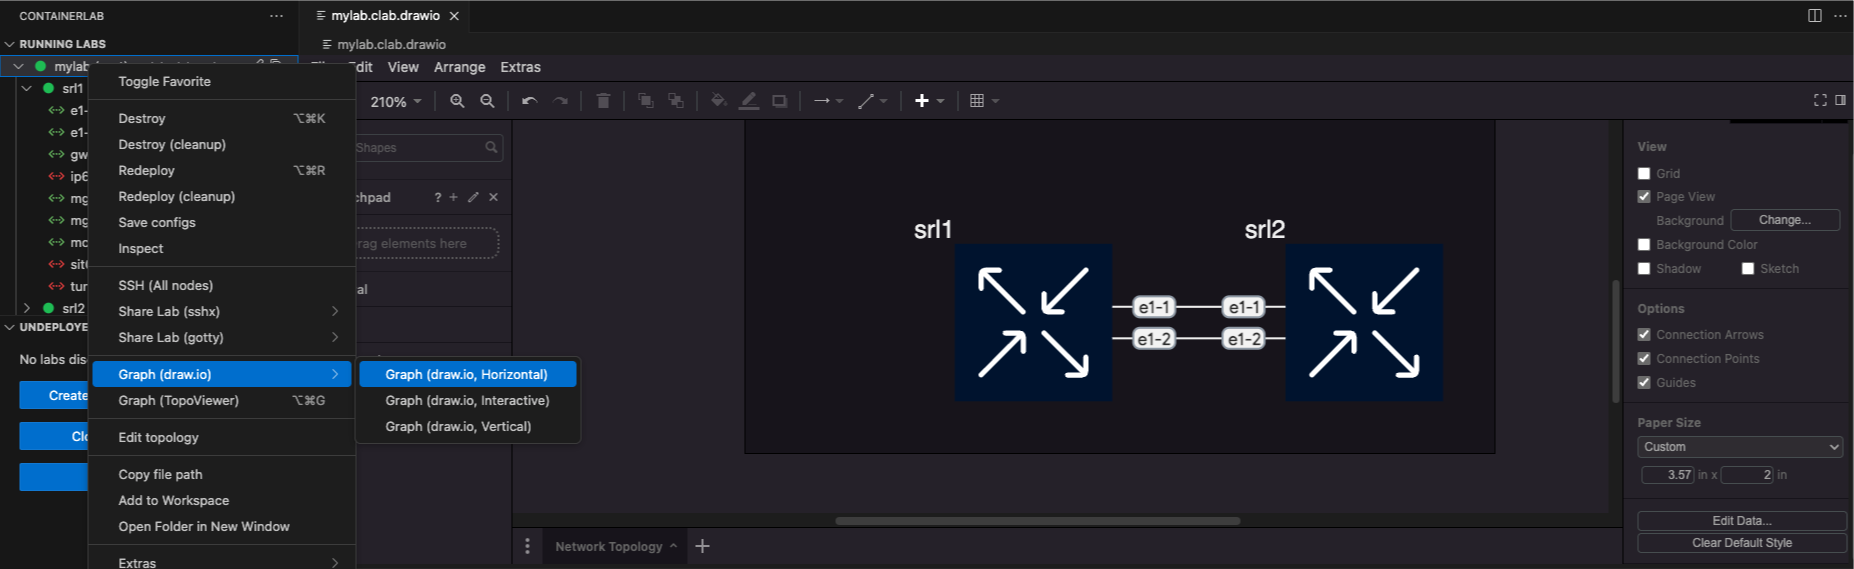 CONTAINERLAB
mylab.clab.drawio
RUNNING LABS
mylab.clab.drawio
mylab
Edit View Arrange Extras
srl1
e1-
e1-
gw
ip6
mg
mg
mc
sit
tur
srl2
UNDEPLOYE
No labs dis
Create
Clo
Toggle Favorite
Destroy ⌥⌘K
Destroy (cleanup)
Redeploy ⌥⌘R
Redeploy (cleanup)
Save configs
Inspect
SSH (All nodes)
Share Lab (sshx)
Share Lab (gotty)
Graph (draw.io)
Graph (TopoViewer) ⌥⌘G
Edit topology
Copy file path
Add to Workspace
Open Folder in New Window
Extras
Graph (draw.io, Horizontal)
Graph (draw.io, Interactive)
Graph (draw.io, Vertical)
210%
Shapes
chpad ? + ×
rag elements here
al
srl1 srl2
e1-1 e1-1
e1-2 e1-2
Network Topology
View
Grid
Page View
Background Change...
Background Color
Shadow Sketch
Options
Connection Arrows
Connection Points
Guides
Paper Size
Custom
3.57 in x 2 in
Edit Data...
Clear Default Style